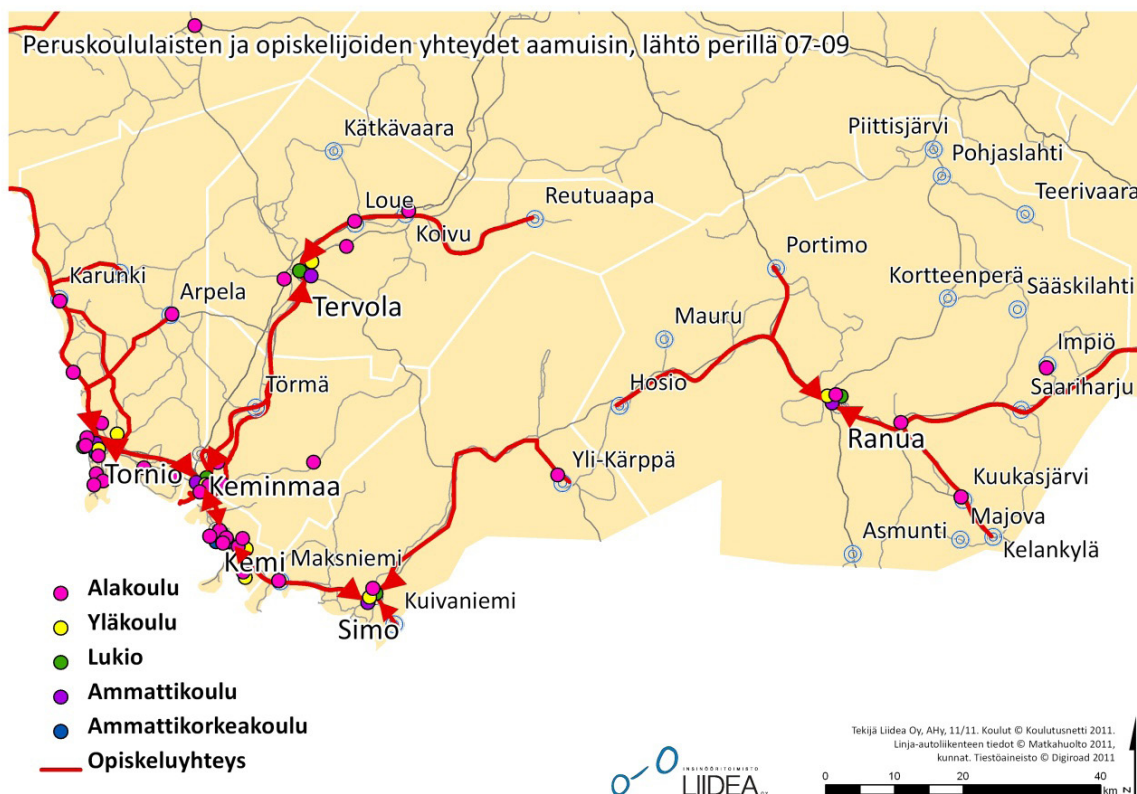 Peruskoululaisten ja opiskelijoiden yhteydet aamuisin, lähtö perillä 07-09
Kätkävaara
Piittisjärvi
Pohjaslahti
Teerivaara
Loue
Reutuaapa
Koivu
Karunki
Portimo
Arpela
Tervola
Kortteenperä
Sääskilahti
Mauru
Impiö
Törmä
Hosio
Saariharju
Ranua
Tornio
Keminmaa
Yli-Kärppä
Kuukasjärvi
Majova
Asmunti
Kelankylä
Kemi
Maksniemi
Kuivaniemi
Simo
Alakoulu
Yläkoulu
Lukio
Ammattikoulu
Ammattikorkeakoulu
Opiskeluyhteys
Tekijä Liidea Oy, AHy, 11/11. Koulut © Koulutusnetti 2011.
Linja-autoliikenteen tiedot © Matkahuolto 2011,
kunnat. Tiestöaineisto © Digiroad 2011
INSINÖÖRITOIMISTO
LIIDEA OY
0 10 20 40
km N